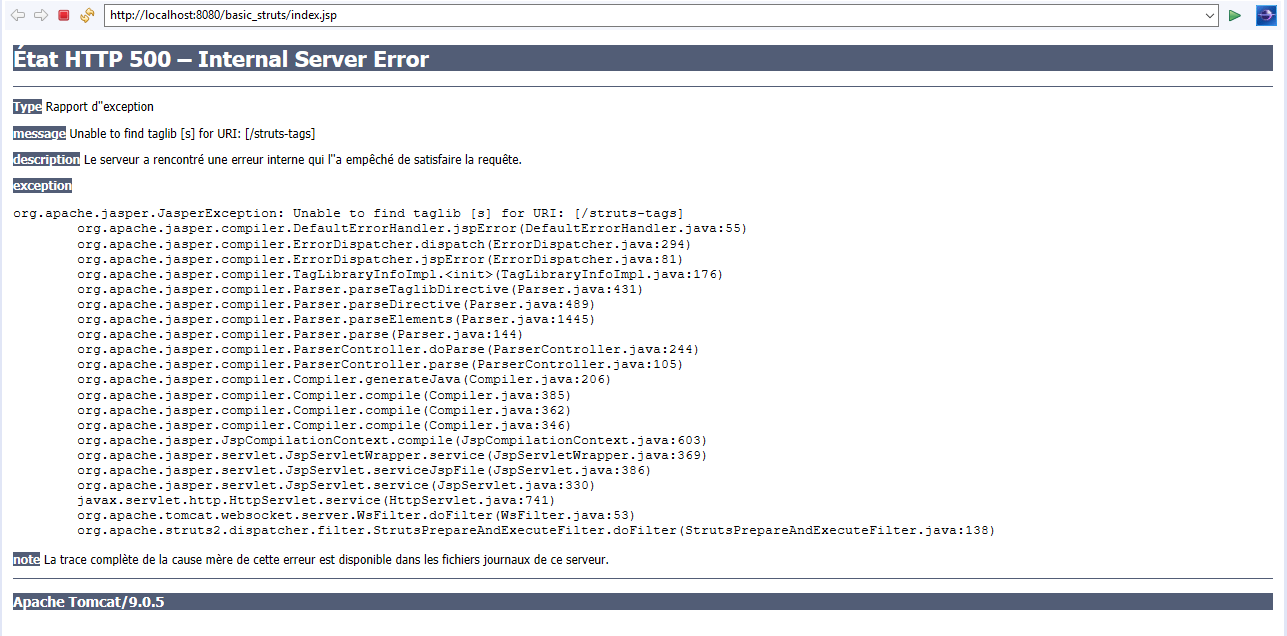 http://localhost:8080/basic_struts/index.jsp
État HTTP 500 – Internal Server Error
Type Rapport d''exception
message Unable to find taglib [s] for URI: [/struts-tags]
description Le serveur a rencontré une erreur interne qui l''a empêché de satisfaire la requête.
exception
org.apache.jasper.JasperException: Unable to find taglib [s] for URI: [/struts-tags]
org.apache.jasper.compiler.DefaultErrorHandler.jspError(DefaultErrorHandler.java:55)
org.apache.jasper.compiler.ErrorDispatcher.dispatch(ErrorDispatcher.java:294)
org.apache.jasper.compiler.ErrorDispatcher.jspError(ErrorDispatcher.java:81)
org.apache.jasper.compiler.TagLibraryInfoImpl.<init>(TagLibraryInfoImpl.java:176)
org.apache.jasper.compiler.Parser.parseTaglibDirective(Parser.java:431)
org.apache.jasper.compiler.Parser.parseDirective(Parser.java:489)
org.apache.jasper.compiler.Parser.parseElements(Parser.java:1445)
org.apache.jasper.compiler.Parser.parse(Parser.java:144)
org.apache.jasper.compiler.ParserController.doParse(ParserController.java:244)
org.apache.jasper.compiler.ParserController.parse(ParserController.java:105)
org.apache.jasper.compiler.Compiler.generateJava(Compiler.java:206)
org.apache.jasper.compiler.Compiler.compile(Compiler.java:385)
org.apache.jasper.compiler.Compiler.compile(Compiler.java:362)
org.apache.jasper.compiler.Compiler.compile(Compiler.java:346)
org.apache.jasper.JspCompilationContext.compile(JspCompilationContext.java:603)
org.apache.jasper.servlet.JspServletWrapper.service(JspServletWrapper.java:369)
org.apache.jasper.servlet.JspServlet.serviceJspFile(JspServlet.java:386)
org.apache.jasper.servlet.JspServlet.service(JspServlet.java:330)
javax.servlet.http.HttpServlet.service(HttpServlet.java:741)
org.apache.tomcat.websocket.server.WsFilter.doFilter(WsFilter.java:53)
org.apache.struts2.dispatcher.filter.StrutsPrepareAndExecuteFilter.doFilter(StrutsPrepareAndExecuteFilter.java:138)
note La trace complète de la cause mère de cette erreur est disponible dans les fichiers journaux de ce serveur.
Apache Tomcat/9.0.5